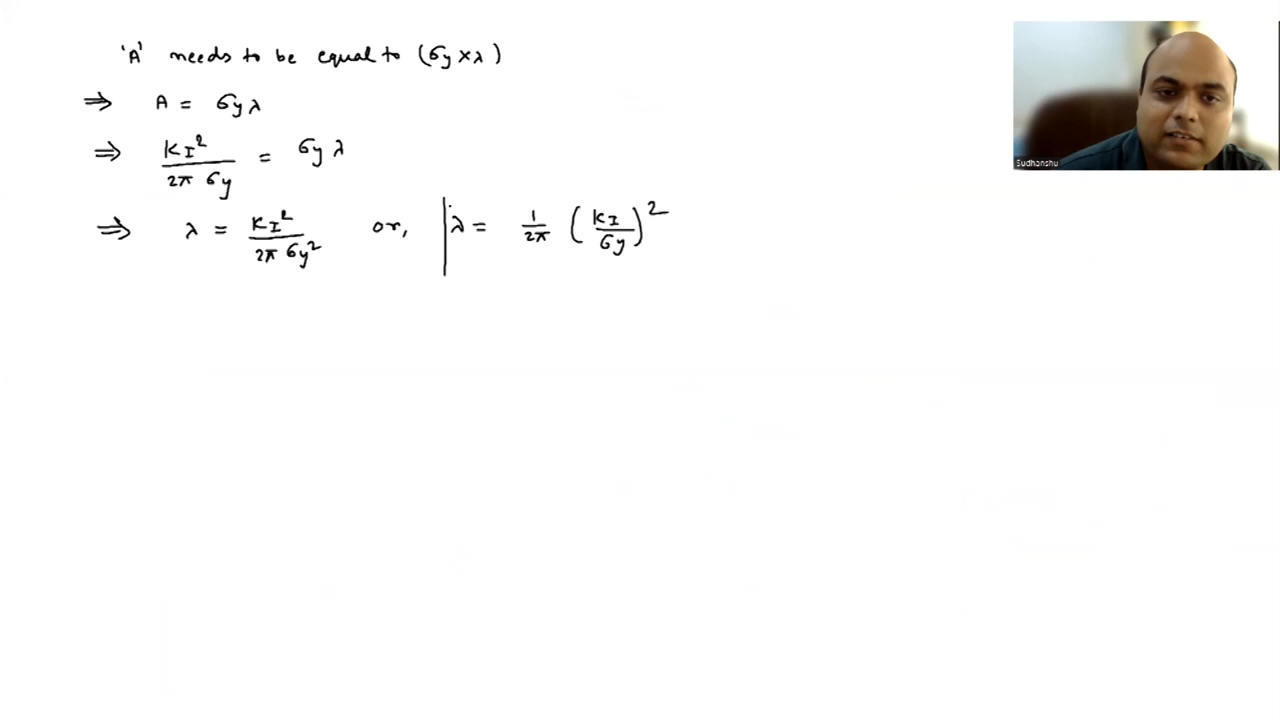 'A' needs to be equal to (σy × λ)
⇒ A = σy λ
⇒ KI² / 2π σy = σy λ
⇒ λ = KI² / 2π σy² or, λ = 1/2π (KI / σy)²
Sudhanshu